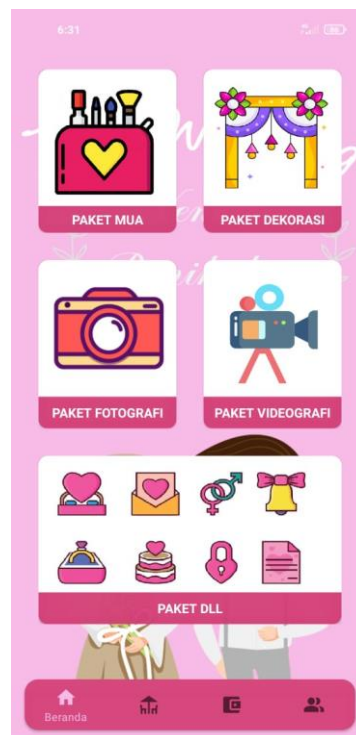 6:31
PAKET MUA
PAKET DEKORASI
PAKET FOTOGRAFI
PAKET VIDEOGRAFI
PAKET DLL
Beranda